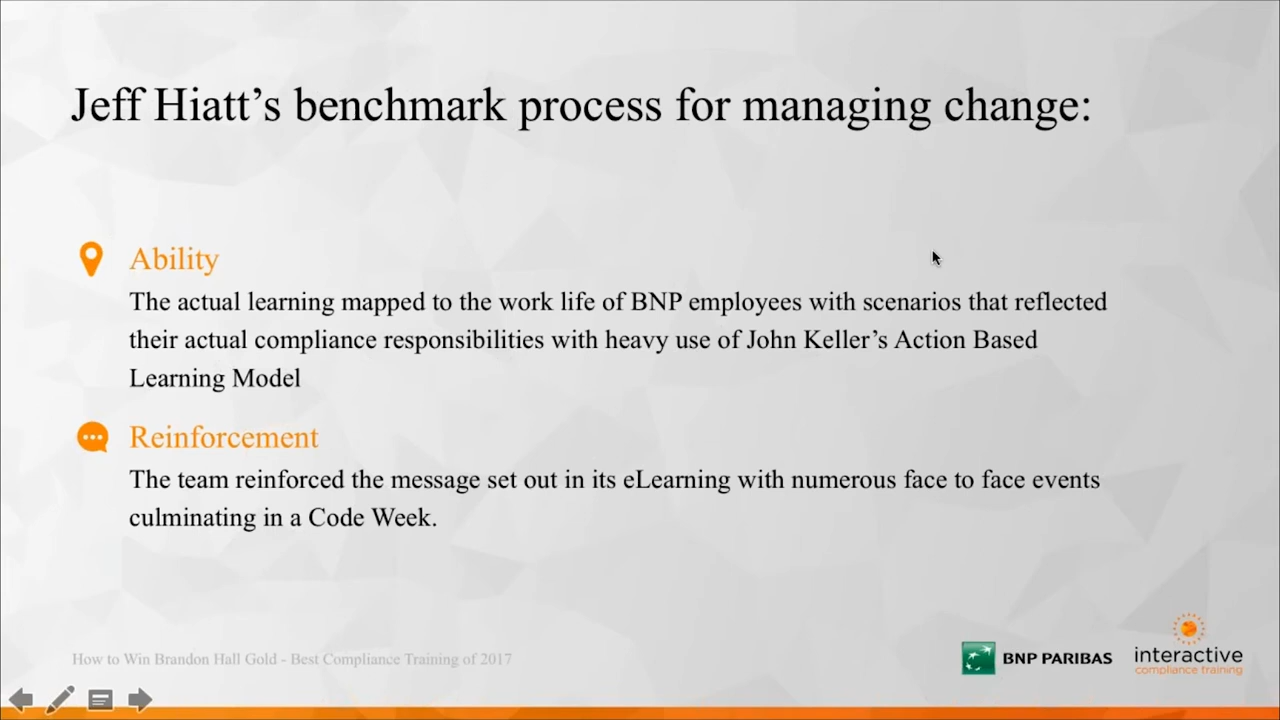 Jeff Hiatt’s benchmark process for managing change:
Ability
The actual learning mapped to the work life of BNP employees with scenarios that reflected
their actual compliance responsibilities with heavy use of John Keller’s Action Based
Learning Model
Reinforcement
The team reinforced the message set out in its eLearning with numerous face to face events
culminating in a Code Week.
How to Win Brandon Hall Gold - Best Compliance Training of 2017
BNP PARIBAS
interactive
compliance training